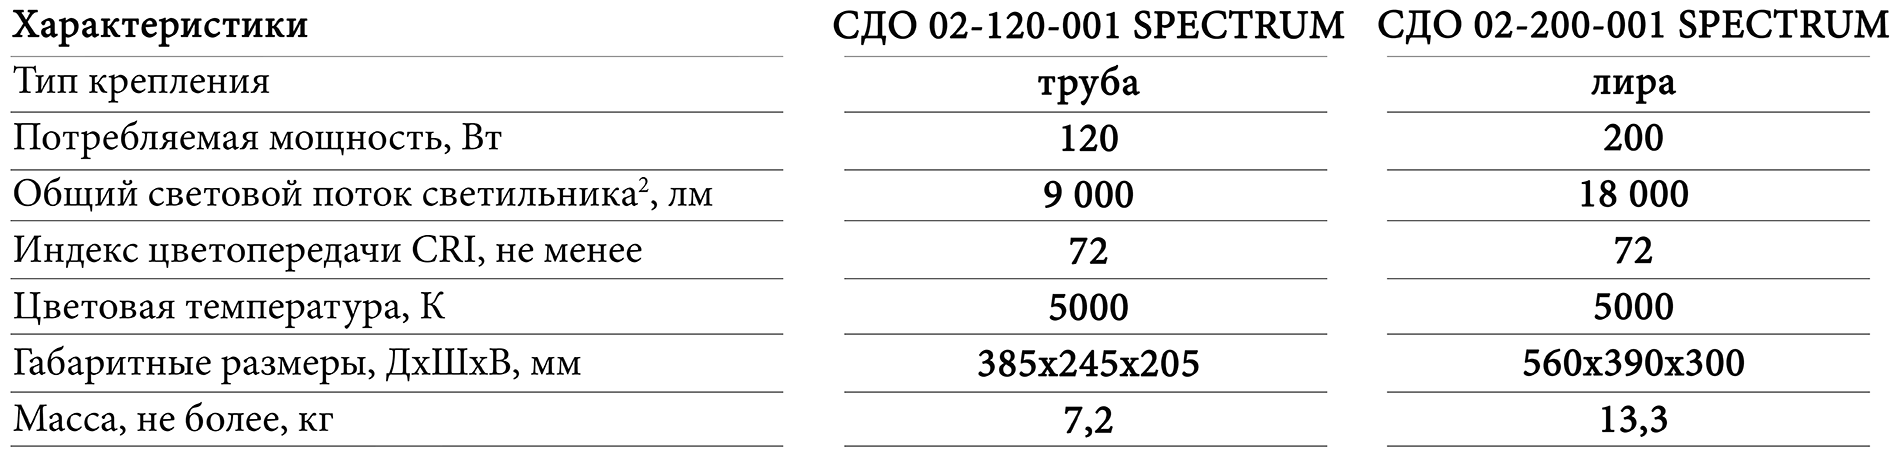 Характеристики СДО 02-120-001 SPECTRUM СДО 02-200-001 SPECTRUM
Тип крепления труба лира
Потребляемая мощность, Вт 120 200
Общий световой поток светильника², лм 9 000 18 000
Индекс цветопередачи CRI, не менее 72 72
Цветовая температура, К 5000 5000
Габаритные размеры, ДхШхВ, мм 385х245х205 560х390х300
Масса, не более, кг 7,2 13,3